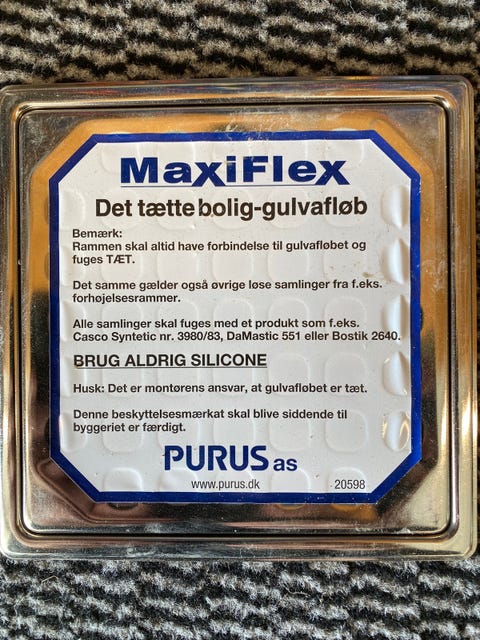 MaxiFlex
Det tætte bolig-gulvafløb
Bemærk:
Rammen skal altid have forbindelse til gulvafløbet og
fuges TÆT.
Det samme gælder også øvrige løse samlinger fra f.eks.
forhøjelsesrammer.
Alle samlinger skal fuges med et produkt som f.eks.
Casco Syntetic nr. 3980/83, DaMastic 551 eller Bostik 2640.
BRUG ALDRIG SILICONE
Husk: Det er montørens ansvar, at gulvafløbet er tæt.
Denne beskyttelsesmærkat skal blive siddende til
byggeriet er færdigt.
PURUS as
www.purus.dk
20598